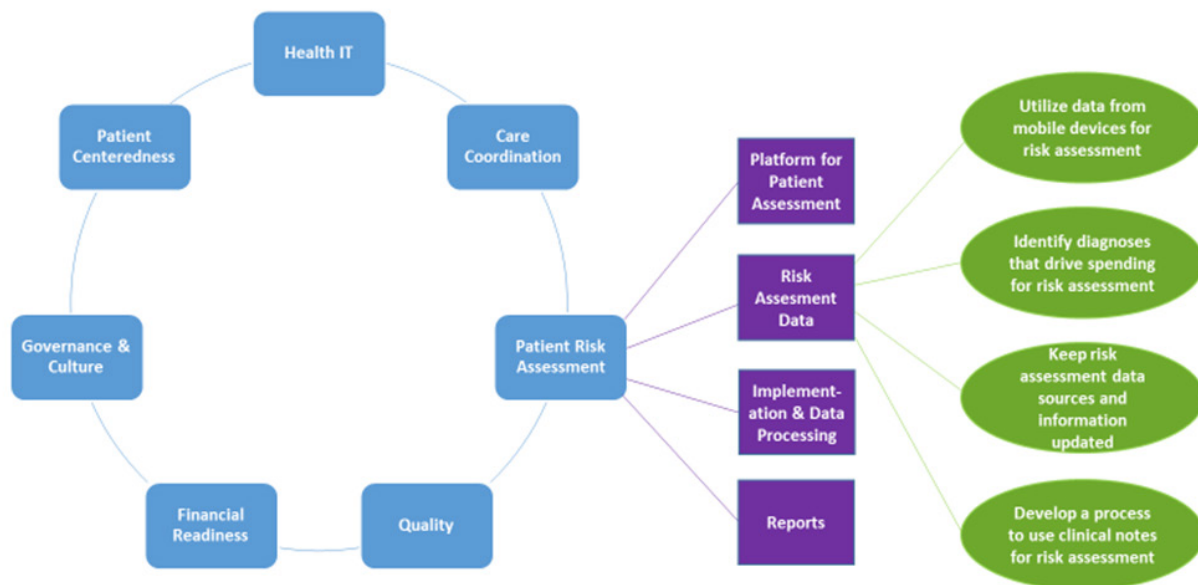 Health IT
Patient
Centeredness
Care
Coordination
Governance &
Culture
Patient Risk
Assessment
Financial
Readiness
Quality
Platform for
Patient
Assessment
Risk
Assesment
Data
Implement-
ation & Data
Processing
Reports
Utilize data from
mobile devices for
risk assessment
Identify diagnoses
that drive spending
for risk assessment
Keep risk
assessment data
sources and
information
updated
Develop a process
to use clinical notes
for risk assessment